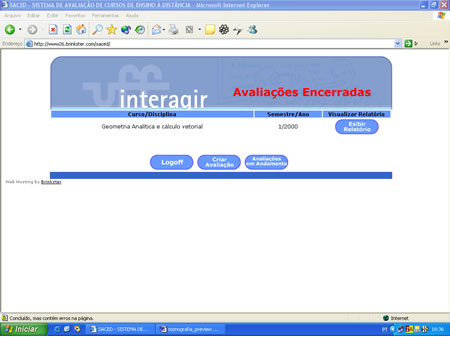 SACED - SISTEMA DE AVALIAÇÃO DE CURSOS DE ENSINO À DISTÂNCIA - Microsoft Internet Explorer
Arquivo Editar Exibir Favoritos Ferramentas Ajuda
Endereço http://www26.brinkster.com/saced/ Ir Links
uff
interagir
Avaliações Encerradas
Curso/Disciplina Semestre/Ano Visualizar Relatório
Geometria Analítica e cálculo vetorial 1/2000 Exibir Relatório
Logoff Criar Avaliação Avaliações em Andamento
Web Hosting by Brinkster
Concluído, mas contém erros na página. Internet
Iniciar SACED - SISTEMA DE... monografia_preview ... PT 10:36